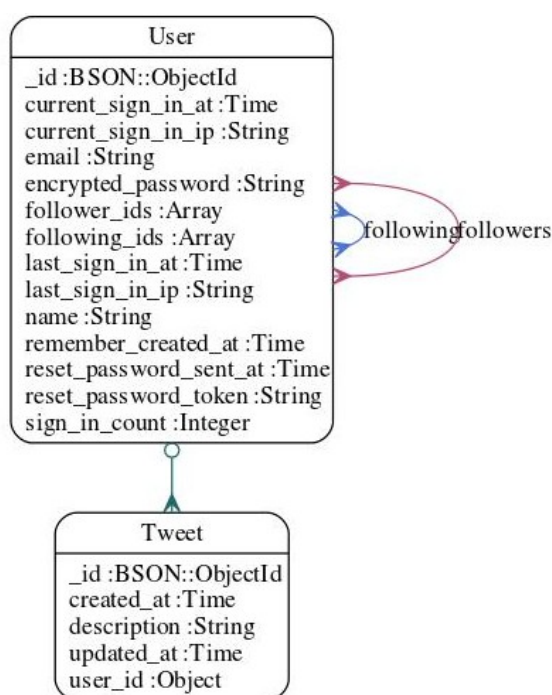 User
_id :BSON::ObjectId
current_sign_in_at :Time
current_sign_in_ip :String
email :String
encrypted_password :String
follower_ids :Array
following_ids :Array
last_sign_in_at :Time
last_sign_in_ip :String
name :String
remember_created_at :Time
reset_password_sent_at :Time
reset_password_token :String
sign_in_count :Integer
following
followers
Tweet
_id :BSON::ObjectId
created_at :Time
description :String
updated_at :Time
user_id :Object